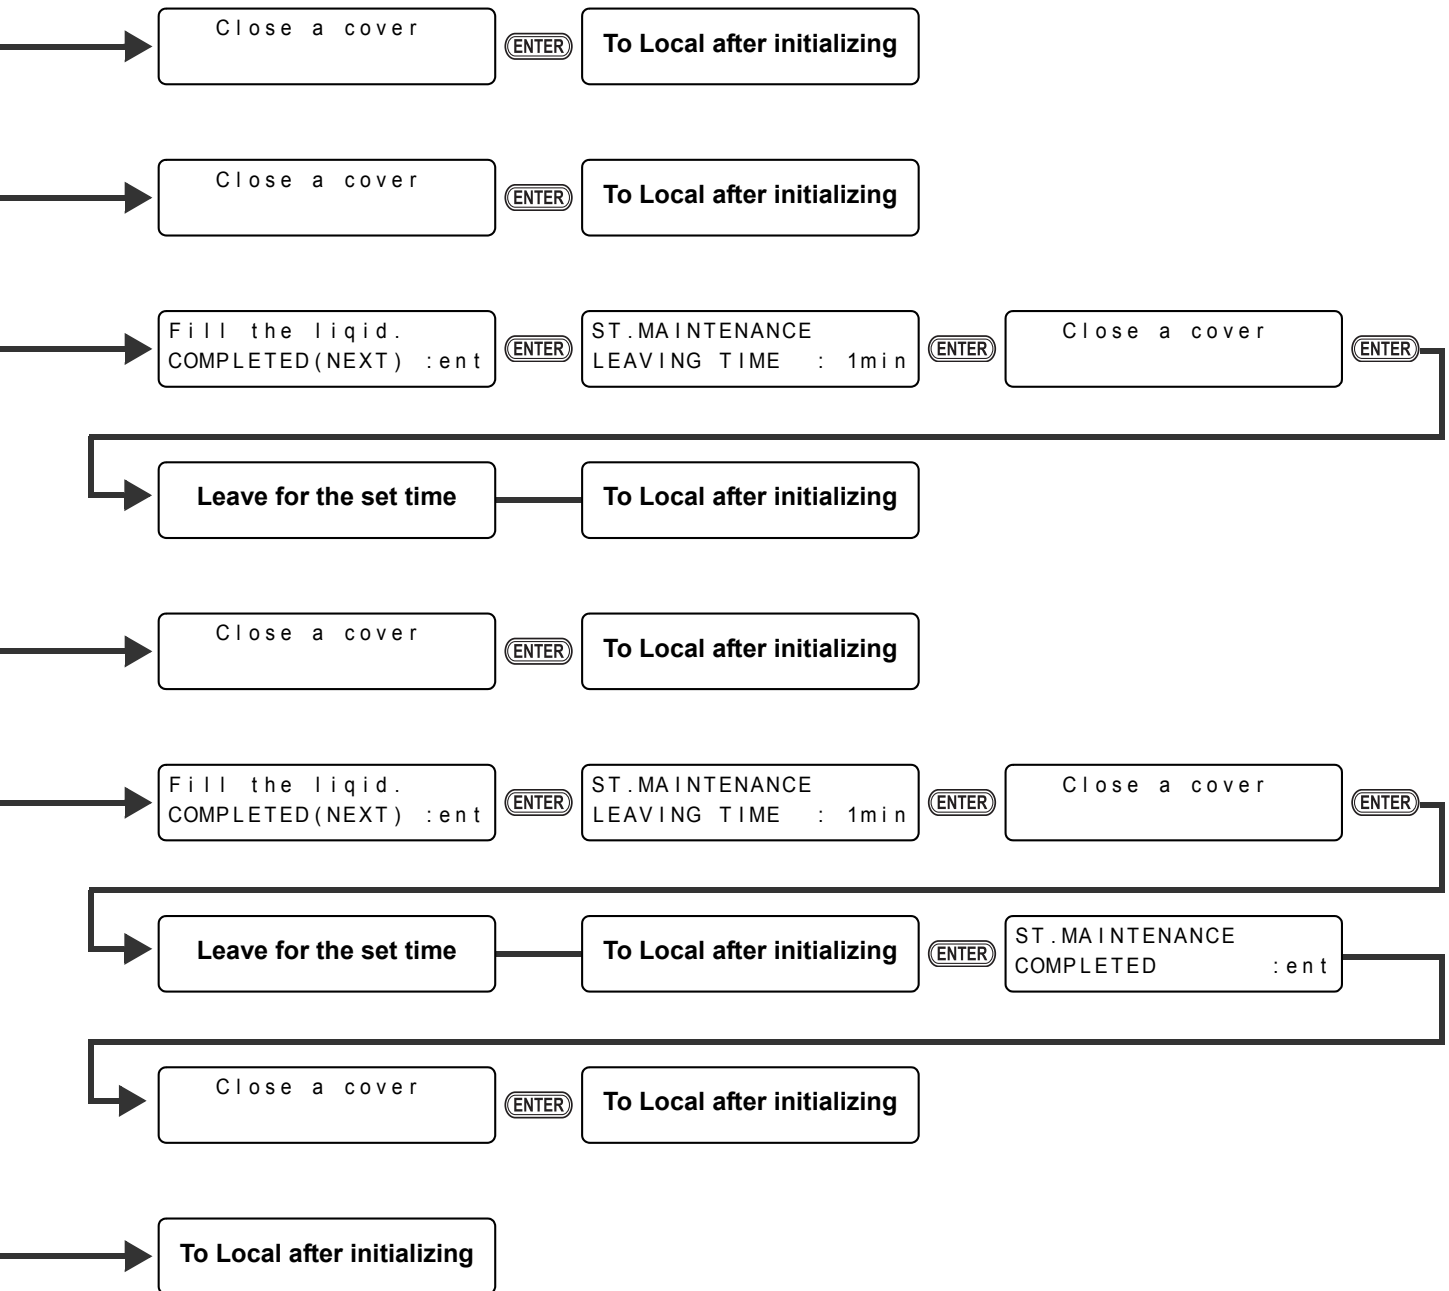 Close a cover
ENTER
To Local after initializing
Close a cover
ENTER
To Local after initializing
Fill the liqid.
COMPLETED(NEXT) :ent
ENTER
ST.MAINTENANCE
LEAVING TIME : 1min
ENTER
Close a cover
ENTER
Leave for the set time
To Local after initializing
Close a cover
ENTER
To Local after initializing
Fill the liqid.
COMPLETED(NEXT) :ent
ENTER
ST.MAINTENANCE
LEAVING TIME : 1min
ENTER
Close a cover
ENTER
Leave for the set time
To Local after initializing
ENTER
ST.MAINTENANCE
COMPLETED :ent
Close a cover
ENTER
To Local after initializing
To Local after initializing